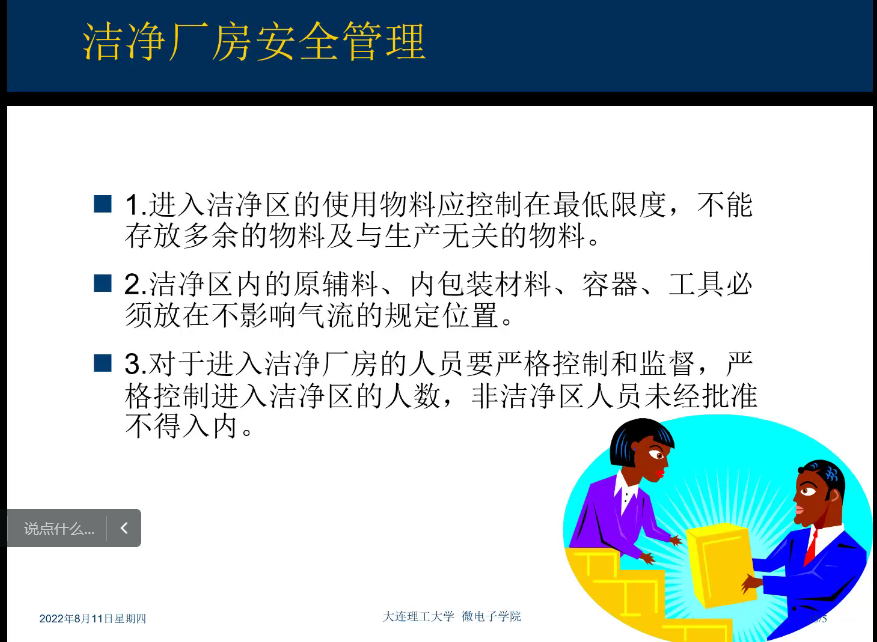 洁净厂房安全管理
1.进入洁净区的使用物料应控制在最低限度，不能
存放多余的物料及与生产无关的物料。
2.洁净区内的原辅料、内包装材料、容器、工具必
须放在不影响气流的规定位置。
3.对于进入洁净厂房的人员要严格控制和监督，严
格控制进入洁净区的人数，非洁净区人员未经批准
不得入内。
说点什么...
2022年8月11日星期四
大连理工大学 微电子学院